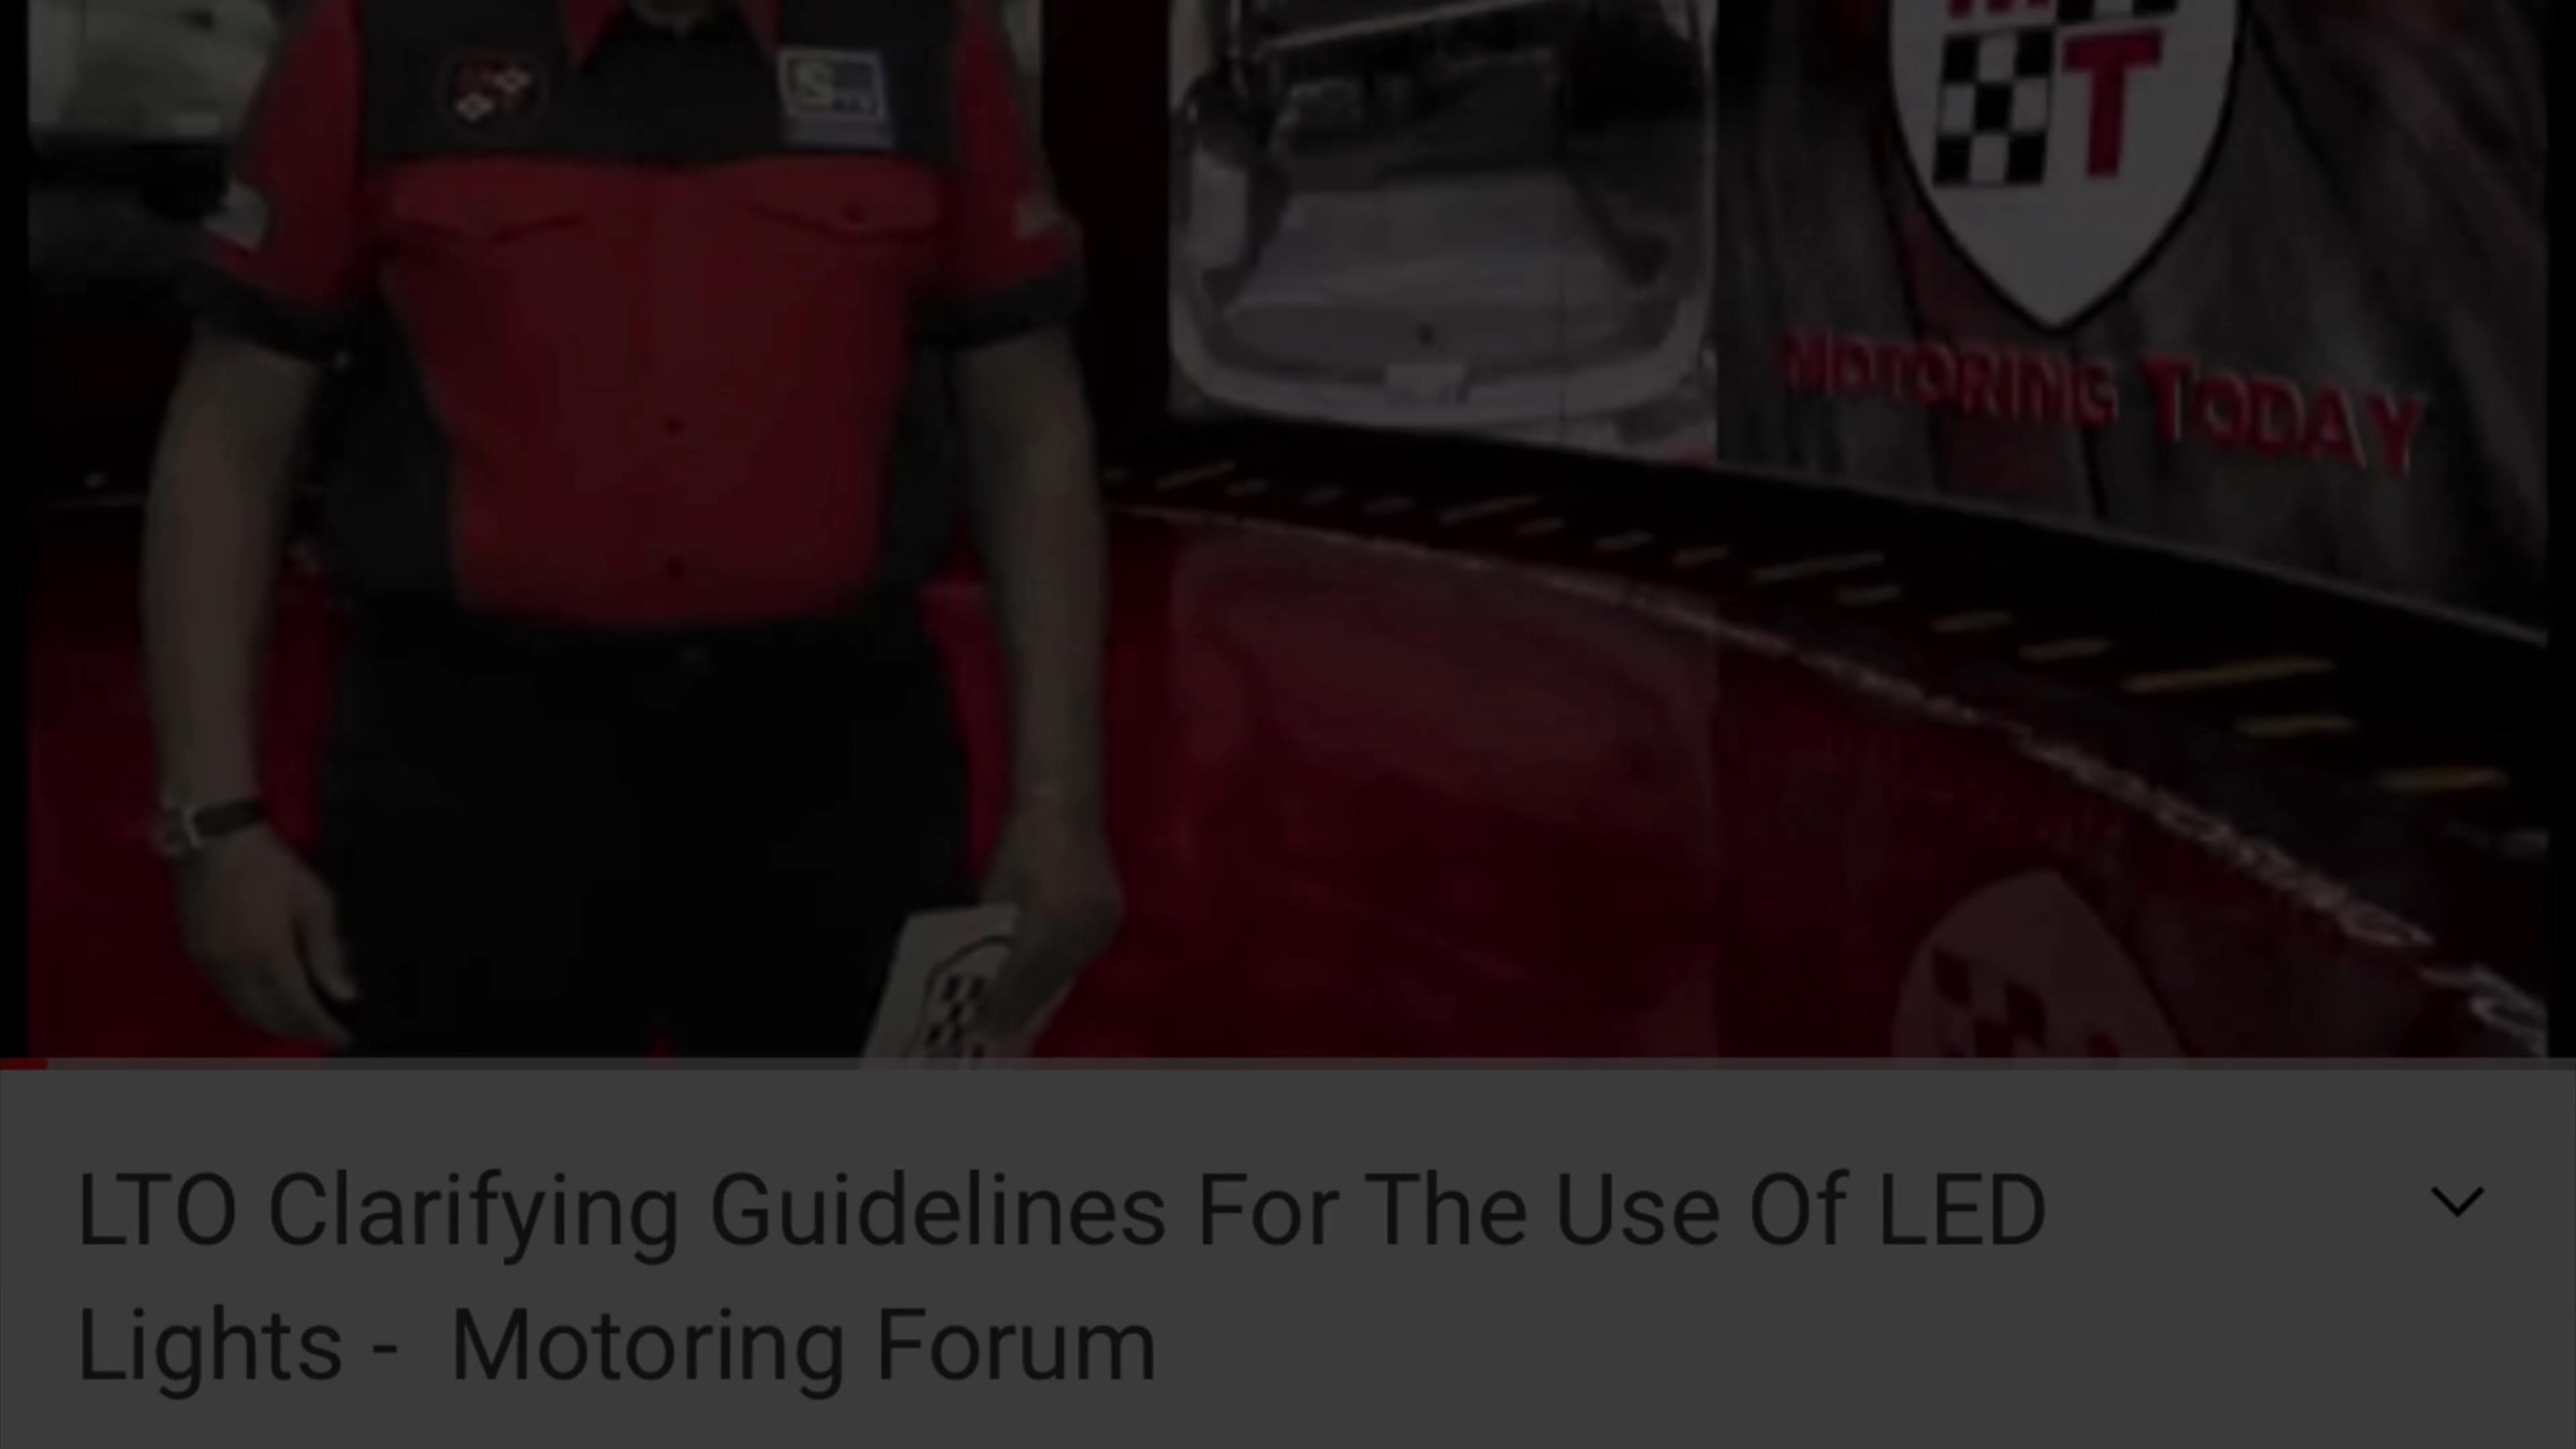 S
T
MOTORING TODAY
LTO Clarifying Guidelines For The Use Of LED
Lights -  Motoring Forum